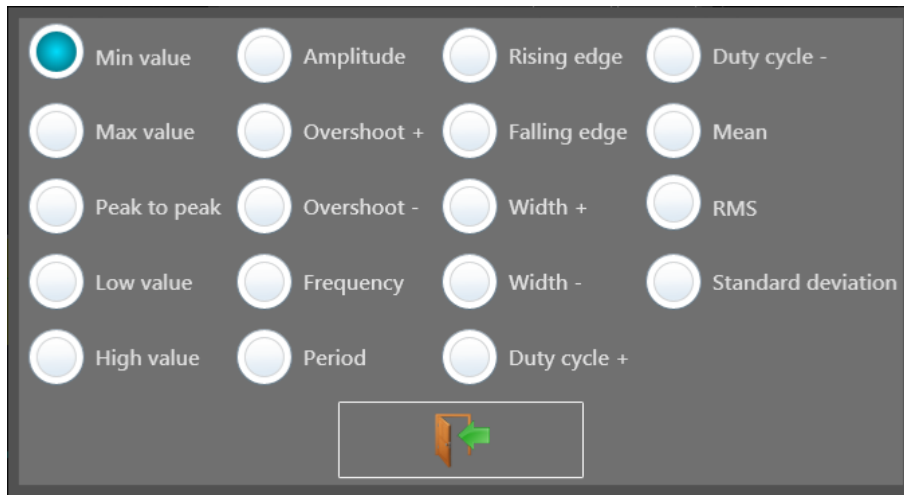 Min value
Amplitude
Rising edge
Duty cycle -
Max value
Overshoot +
Falling edge
Mean
Peak to peak
Overshoot -
Width +
RMS
Low value
Frequency
Width -
Standard deviation
High value
Period
Duty cycle +